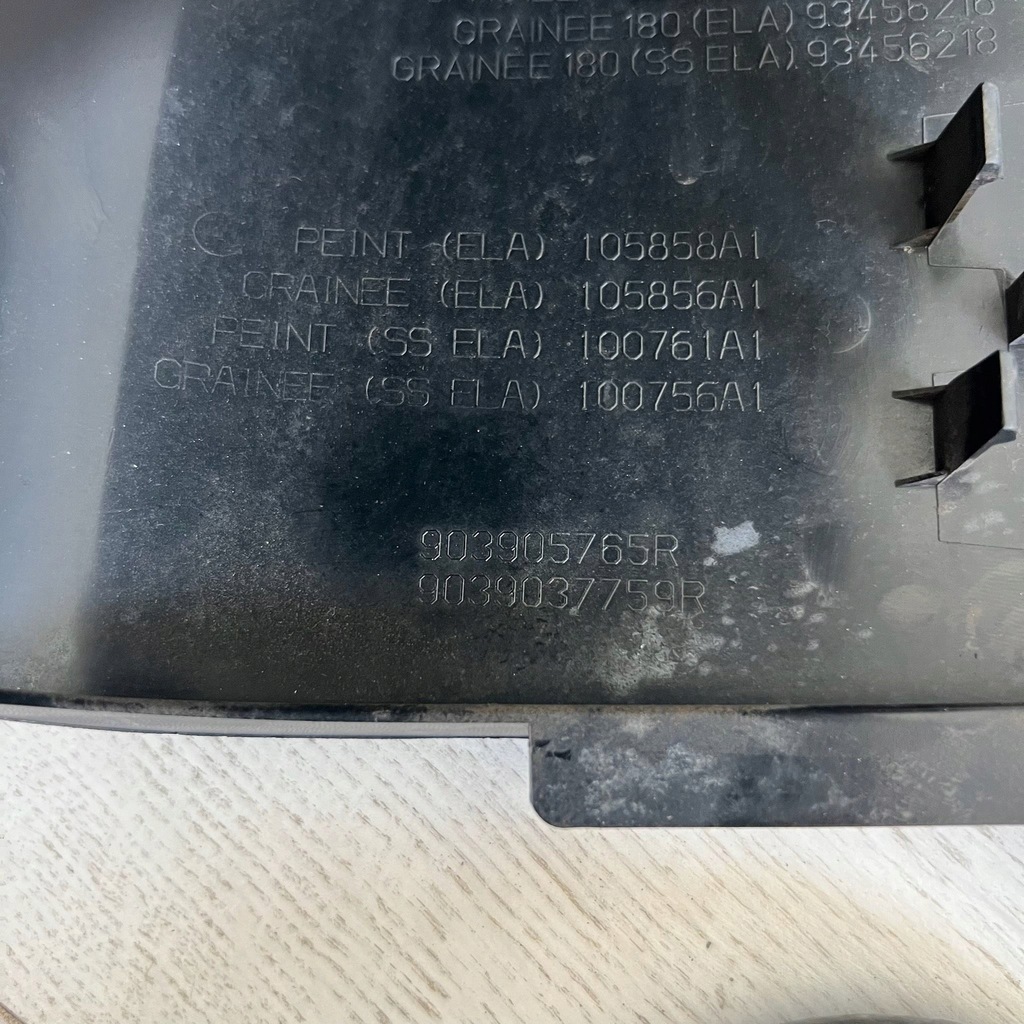 GRAINEE 180 (ELA) 93456216
GRAINEE 180 (SS ELA) 93456218
PEINT (ELA) 105858A1
GRAINEE (ELA) 105856A1
PEINT (SS ELA) 100761A1
GRAINEE (SS ELA) 100756A1
903905765R
9039037759R